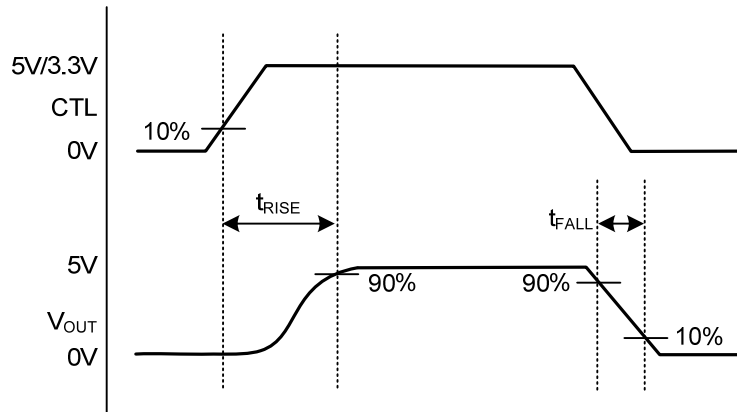 5V/3.3V
CTL
10%
0V
tRISE
tFALL
5V
90%
90%
VOUT
10%
0V